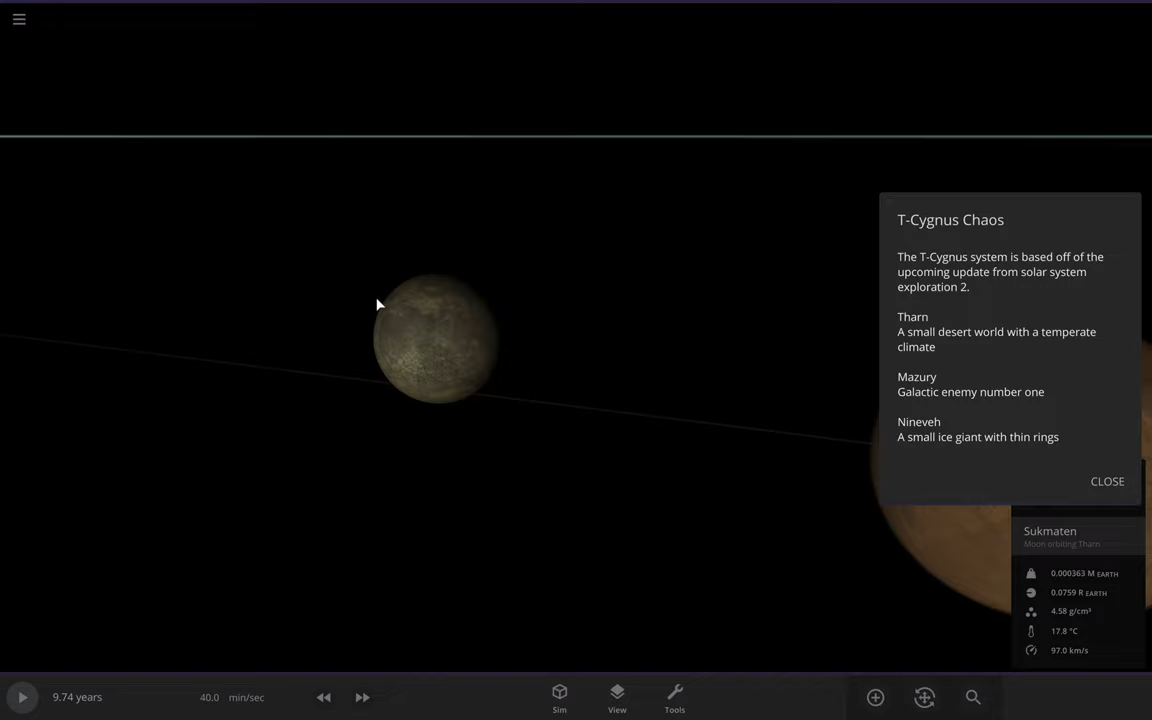 T-Cygnus Chaos
The T-Cygnus system is based off of the
upcoming update from solar system
exploration 2.
Tharn
A small desert world with a temperate
climate
Mazury
Galactic enemy number one
Nineveh
A small ice giant with thin rings
CLOSE
Sukmaten
Moon orbiting Tharn
0.000363 M EARTH
0.0759 R EARTH
4.58 g/cm³
17.8 °C
97.0 km/s
9.74 years
40.0 min/sec
Sim
View
Tools